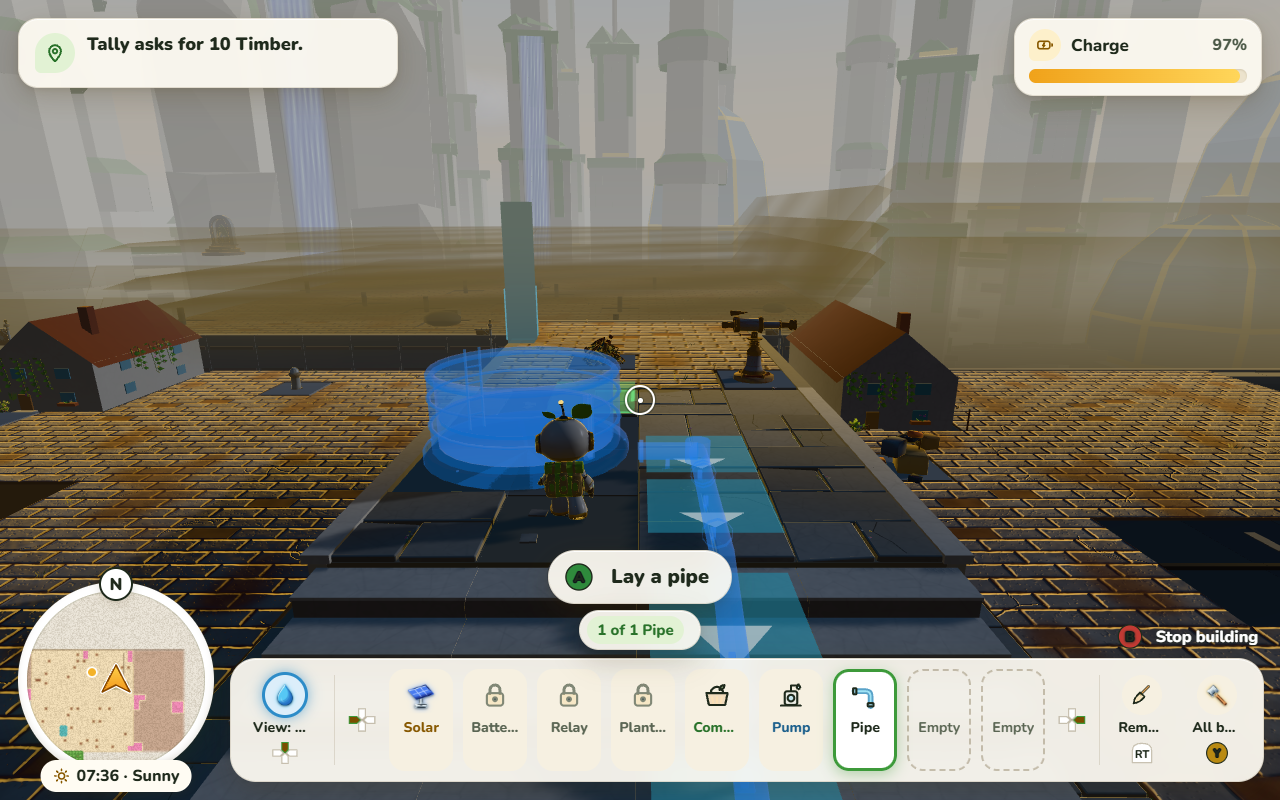 Tally asks for 10 Timber.
Charge 97%
A Lay a pipe
1 of 1 Pipe
B Stop building
N
07:36 · Sunny
View: ...
Solar
Batte...
Relay
Plant...
Com...
Pump
Pipe
Empty
Empty
Rem...
RT
All b...
Y